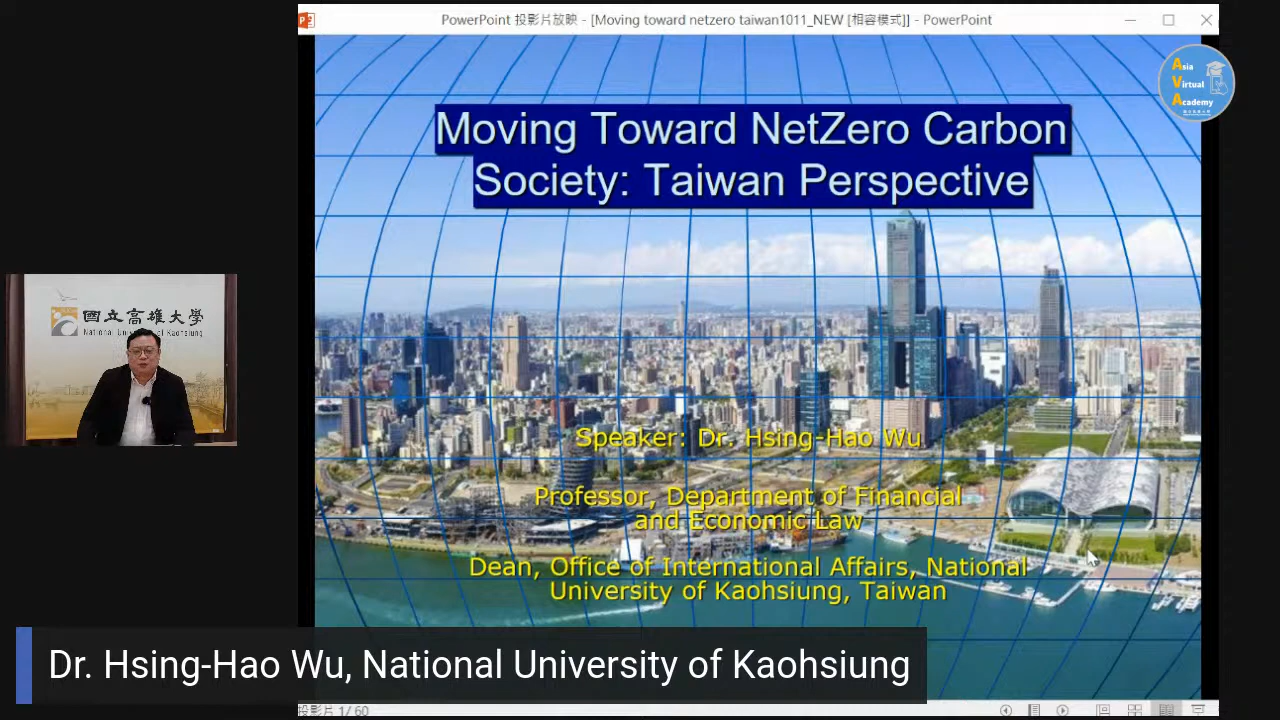 PowerPoint 投影片放映 - [Moving toward netzero taiwan1011_NEW [相容模式]] - PowerPoint
Asia
Virtual
Academy
Moving Toward NetZero Carbon
Society: Taiwan Perspective
國立高雄大學
National University of Kaohsiung
Speaker: Dr. Hsing-Hao Wu
Professor, Department of Financial
and Economic Law
Dean, Office of International Affairs, National
University of Kaohsiung, Taiwan
Dr. Hsing-Hao Wu, National University of Kaohsiung
投影片 1/ 60